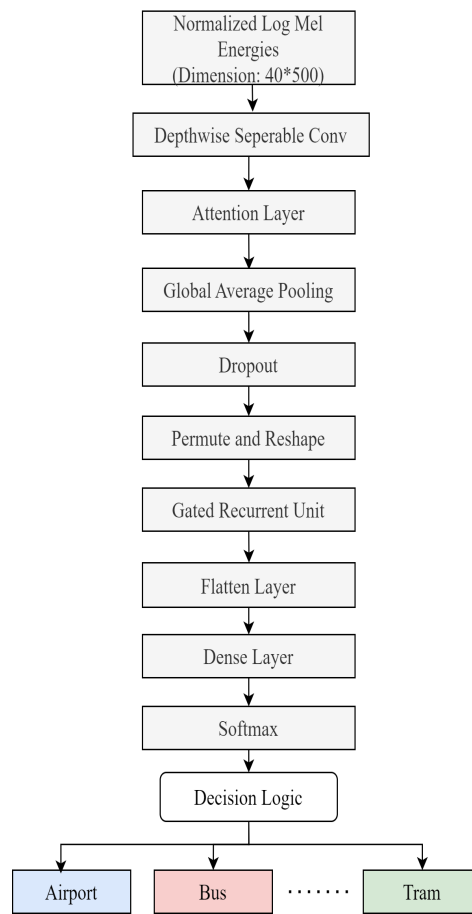 Normalized Log Mel
Energies
(Dimension: 40*500)
Depthwise Seperable Conv
Attention Layer
Global Average Pooling
Dropout
Permute and Reshape
Gated Recurrent Unit
Flatten Layer
Dense Layer
Softmax
Decision Logic
Airport Bus ······· Tram